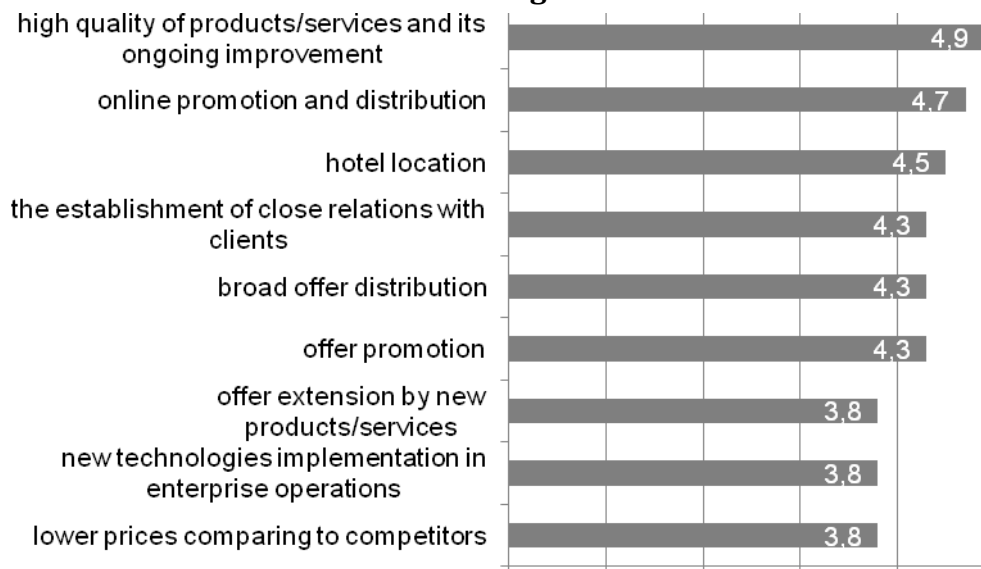 high quality of products/services and its
ongoing improvement
4,9
online promotion and distribution
4,7
hotel location
4,5
the establishment of close relations with
clients
4,3
broad offer distribution
4,3
offer promotion
4,3
offer extension by new
products/services
3,8
new technologies implementation in
enterprise operations
3,8
lower prices comparing to competitors
3,8